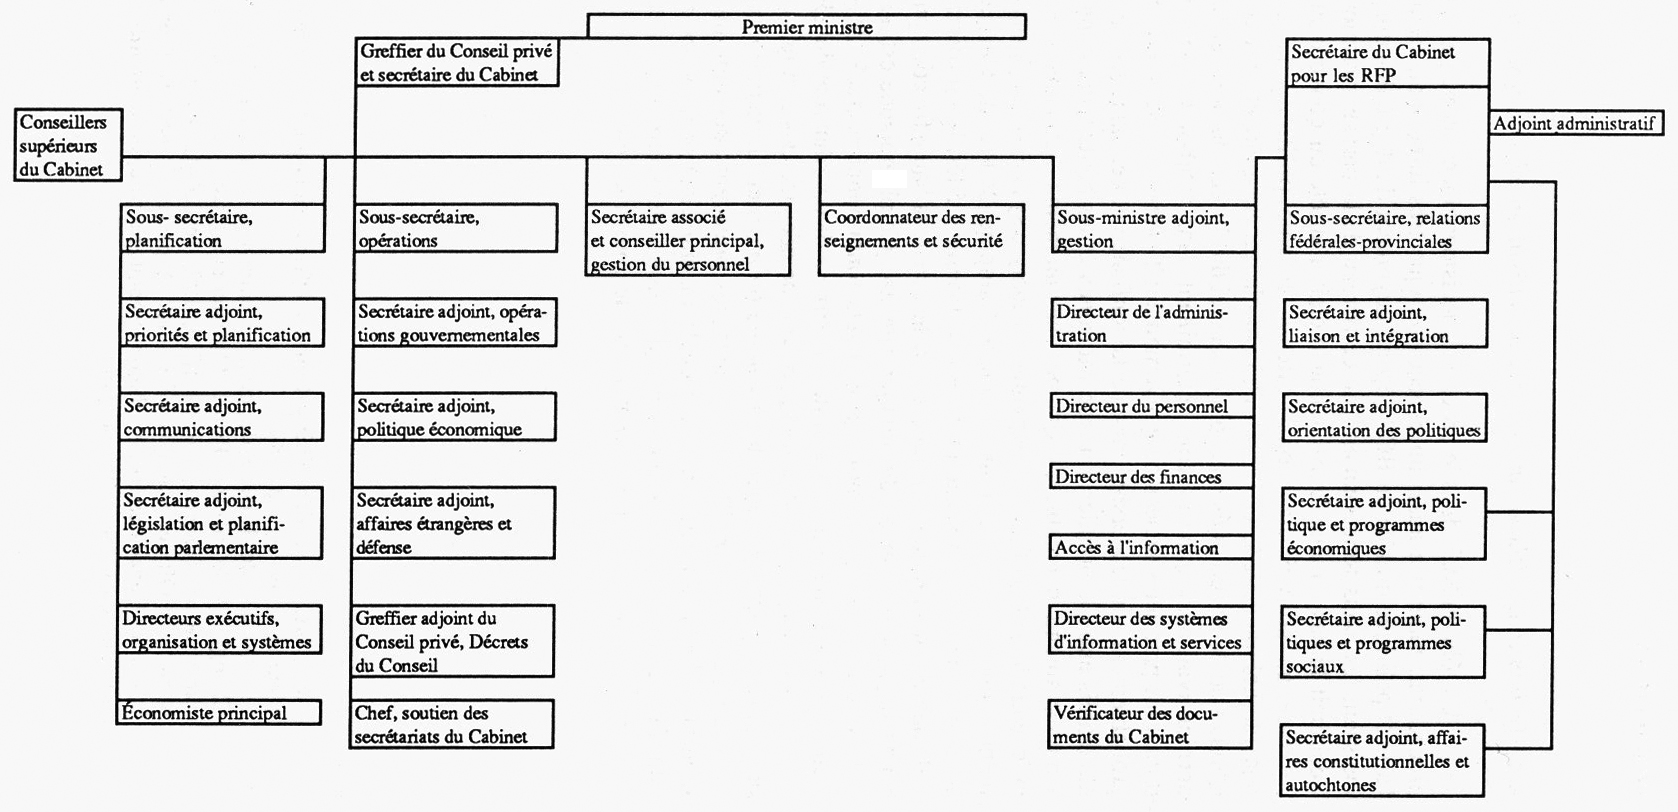 Premier ministre
Greffier du Conseil privé
et secrétaire du Cabinet
Secrétaire du Cabinet
pour les RFP
Conseillers
supérieurs
du Cabinet
Adjoint administratif
Sous- secrétaire,
planification
Sous-secrétaire,
opérations
Secrétaire associé
et conseiller principal,
gestion du personnel
Coordonnateur des ren-
seignements et sécurité
Sous-ministre adjoint,
gestion
Sous-secrétaire, relations
fédérales-provinciales
Secrétaire adjoint,
priorités et planification
Secrétaire adjoint, opéra-
tions gouvernementales
Directeur de l'adminis-
tration
Secrétaire adjoint,
liaison et intégration
Secrétaire adjoint,
communications
Secrétaire adjoint,
politique économique
Directeur du personnel
Secrétaire adjoint,
orientation des politiques
Directeur des finances
Secrétaire adjoint,
législation et planifi-
cation parlementaire
Secrétaire adjoint,
affaires étrangères et
défense
Accès à l'information
Secrétaire adjoint, poli-
tique et programmes
économiques
Directeurs exécutifs,
organisation et systèmes
Greffier adjoint du
Conseil privé, Décrets
du Conseil
Directeur des systèmes
d'information et services
Secrétaire adjoint, poli-
tiques et programmes
sociaux
Économiste principal
Chef, soutien des
secrétariats du Cabinet
Vérificateur des docu-
ments du Cabinet
Secrétaire adjoint, affai-
res constitutionnelles et
autochtones